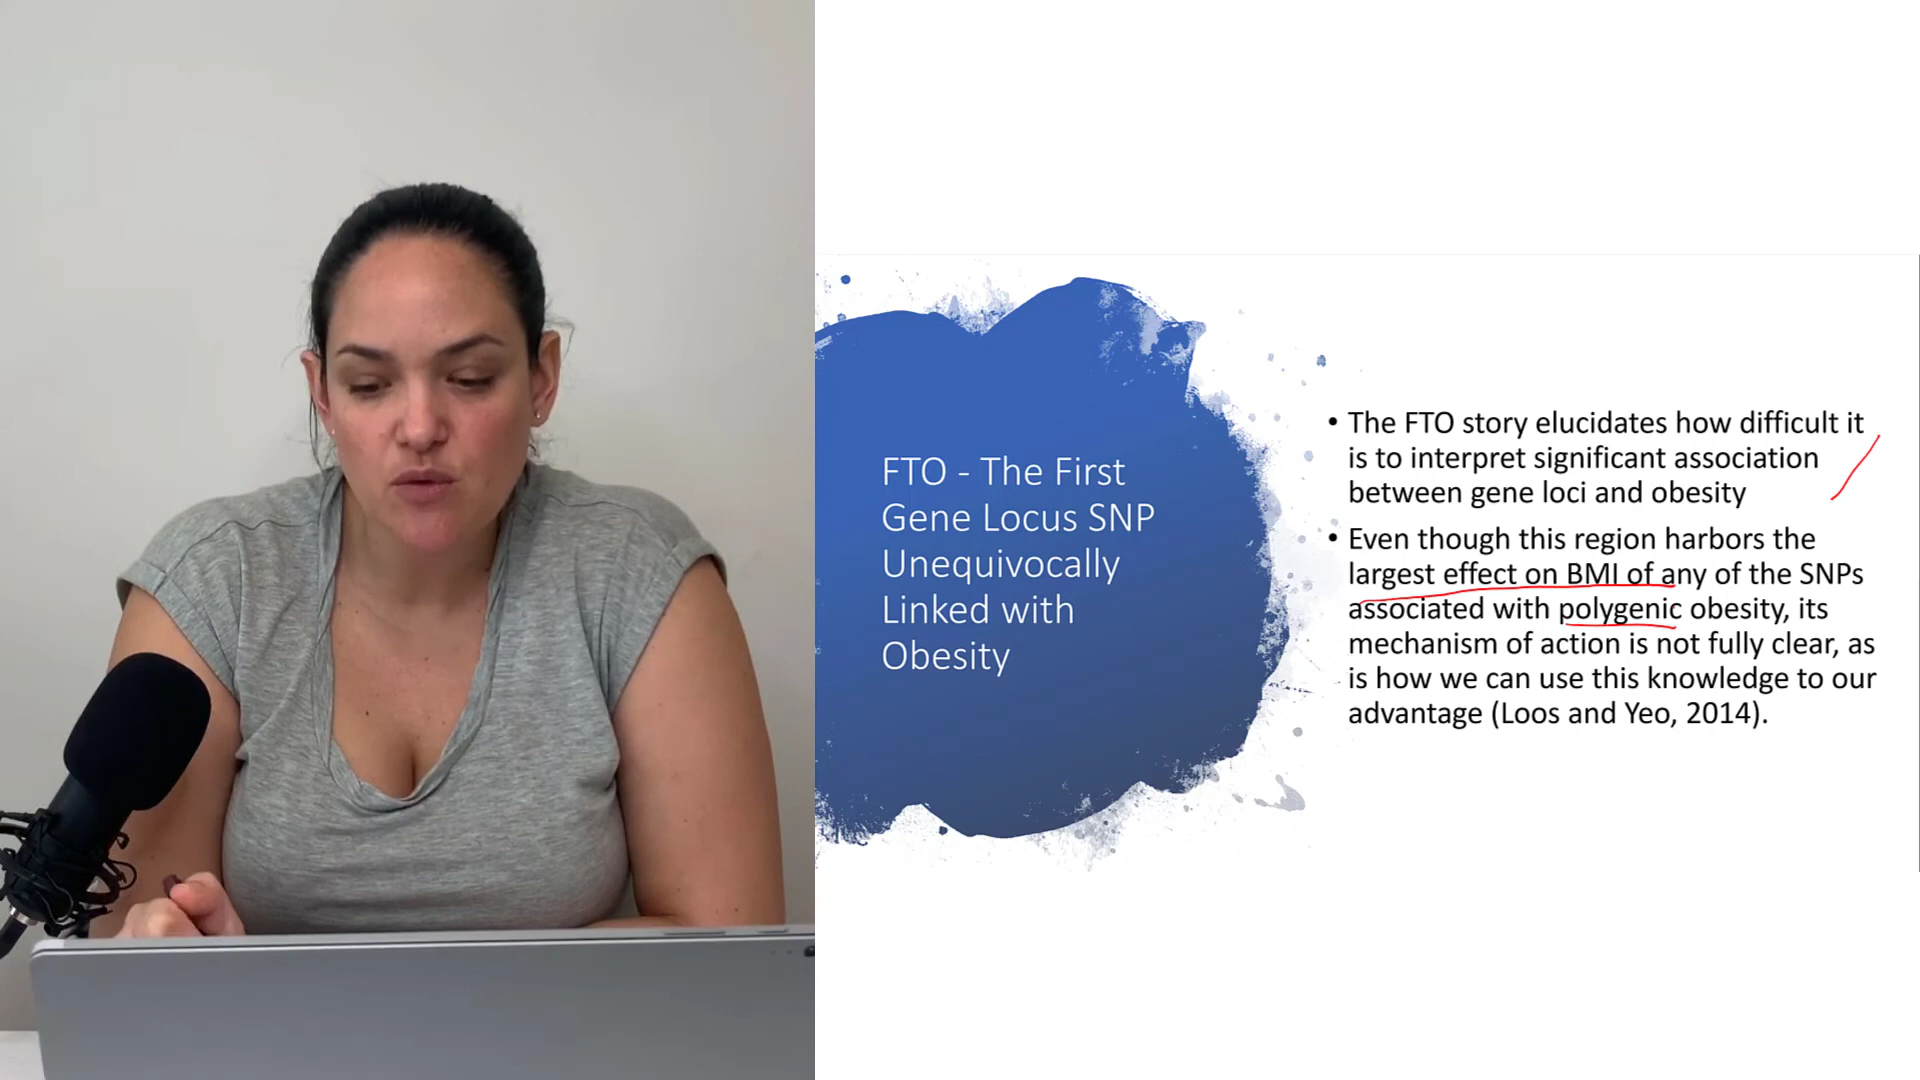 FTO - The First
Gene Locus SNP
Unequivocally
Linked with
Obesity
• The FTO story elucidates how difficult it
is to interpret significant association
between gene loci and obesity
• Even though this region harbors the
largest effect on BMI of any of the SNPs
associated with polygenic obesity, its
mechanism of action is not fully clear, as
is how we can use this knowledge to our
advantage (Loos and Yeo, 2014).